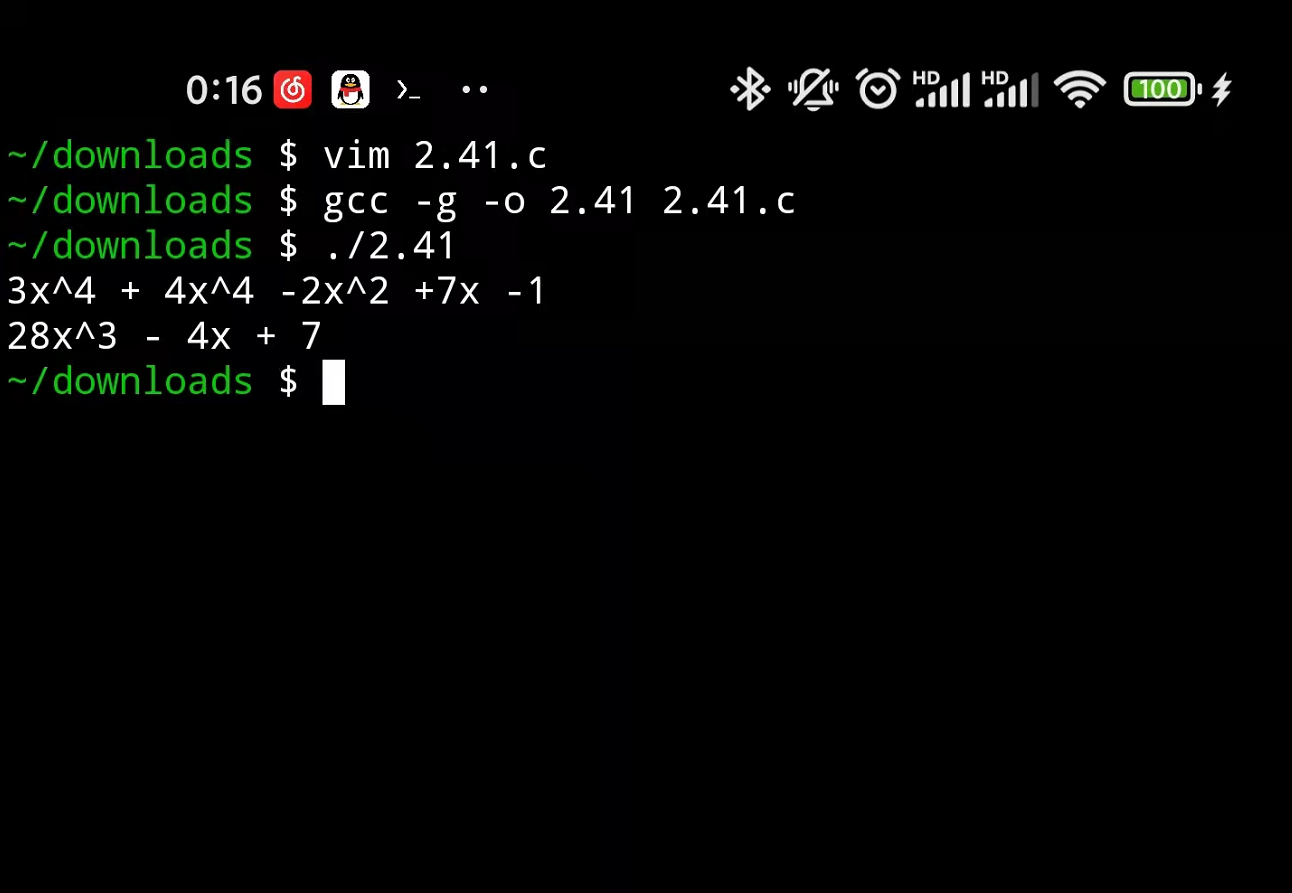 0:16 >_ ·· HD HD 100
~/downloads $ vim 2.41.c
~/downloads $ gcc -g -o 2.41 2.41.c
~/downloads $ ./2.41
3x^4 + 4x^4 -2x^2 +7x -1
28x^3 - 4x + 7
~/downloads $